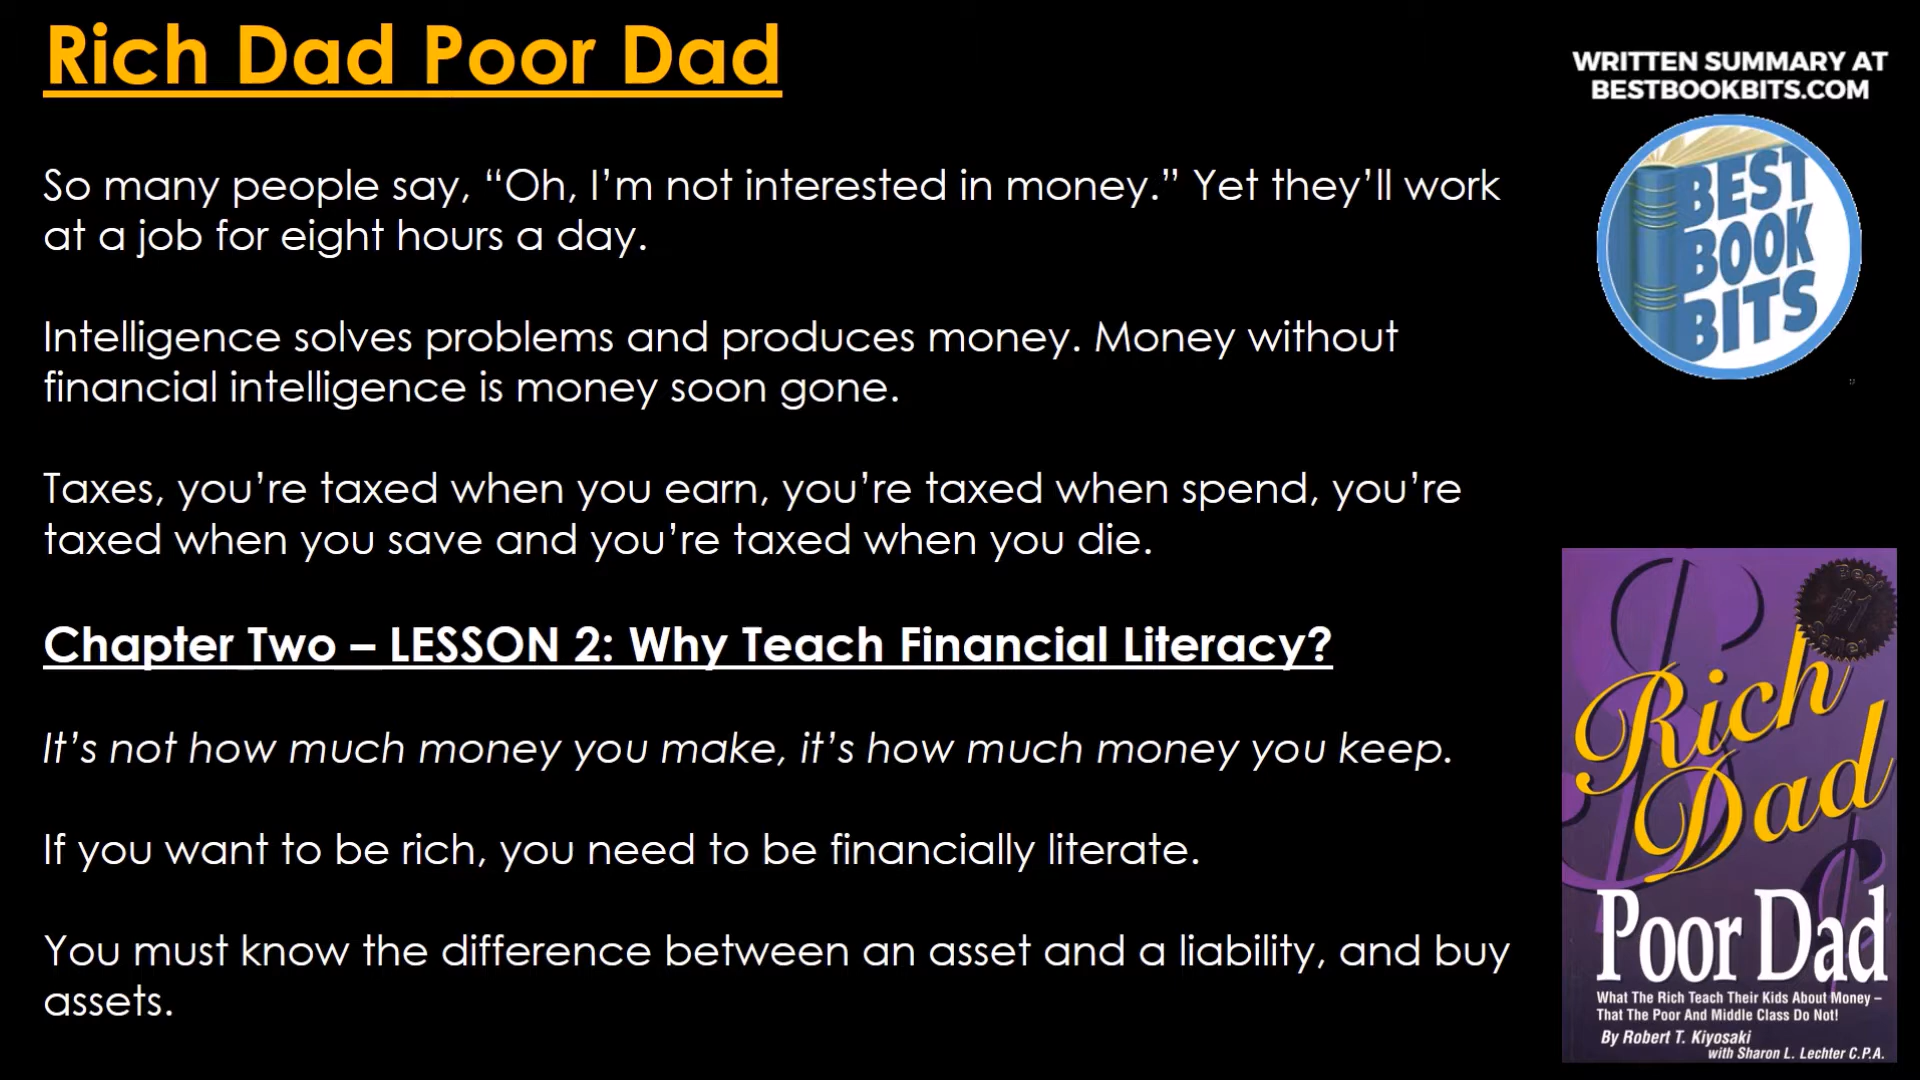 Rich Dad Poor Dad
So many people say, “Oh, I’m not interested in money.” Yet they’ll work
at a job for eight hours a day.
Intelligence solves problems and produces money. Money without
financial intelligence is money soon gone.
Taxes, you’re taxed when you earn, you’re taxed when spend, you’re
taxed when you save and you’re taxed when you die.
Chapter Two – LESSON 2: Why Teach Financial Literacy?
It’s not how much money you make, it’s how much money you keep.
If you want to be rich, you need to be financially literate.
You must know the difference between an asset and a liability, and buy
assets.
WRITTEN SUMMARY AT
BESTBOOKBITS.COM
BEST
BOOK
BITS
Best
#1
Seller
Rich
Dad
Poor Dad
What The Rich Teach Their Kids About Money –
That The Poor And Middle Class Do Not!
By Robert T. Kiyosaki
with Sharon L. Lechter C.P.A.